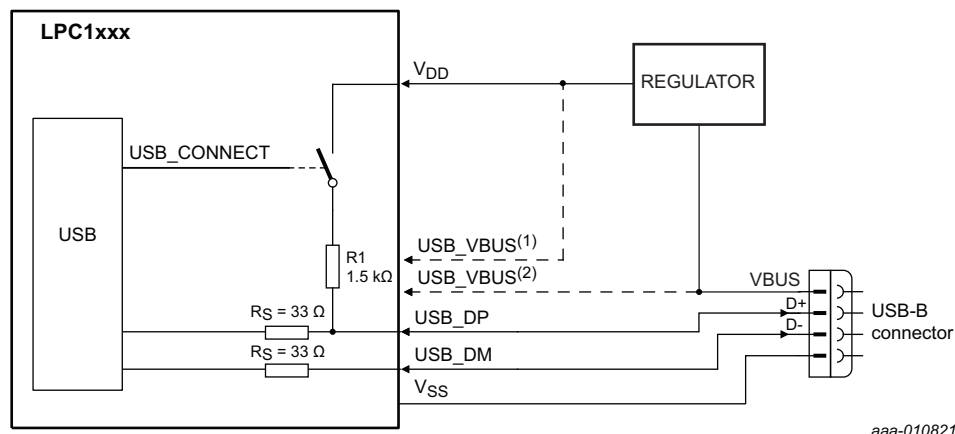 LPC1xxx
VDD
REGULATOR
USB_CONNECT
USB
R1
1.5 kΩ
USB_VBUS(1)
USB_VBUS(2)
VBUS
RS = 33 Ω
USB_DP
D+
USB-B
connector
RS = 33 Ω
USB_DM
D-
VSS
aaa-010821